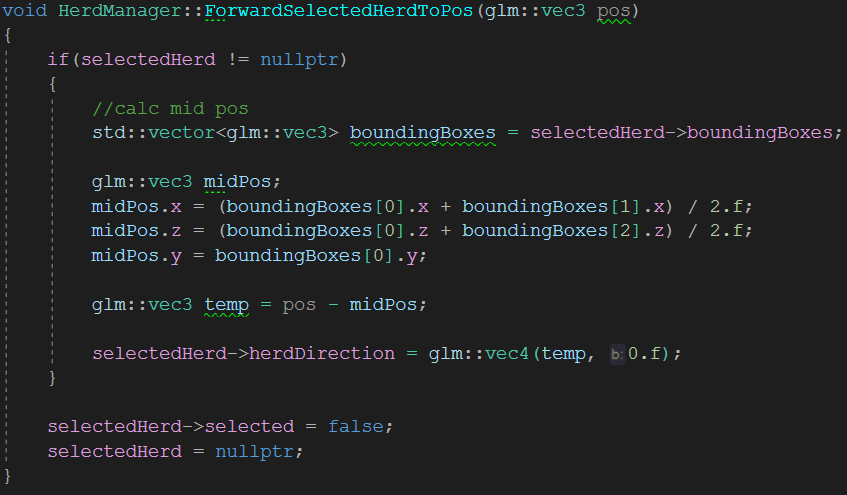 void HerdManager::ForwardSelectedHerdToPos(glm::vec3 pos)
{
if(selectedHerd != nullptr)
{
//calc mid pos
std::vector<glm::vec3> boundingBoxes = selectedHerd->boundingBoxes;
glm::vec3 midPos;
midPos.x = (boundingBoxes[0].x + boundingBoxes[1].x) / 2.f;
midPos.z = (boundingBoxes[0].z + boundingBoxes[2].z) / 2.f;
midPos.y = boundingBoxes[0].y;
glm::vec3 temp = pos - midPos;
selectedHerd->herdDirection = glm::vec4(temp, b:0.f);
}
selectedHerd->selected = false;
selectedHerd = nullptr;
}